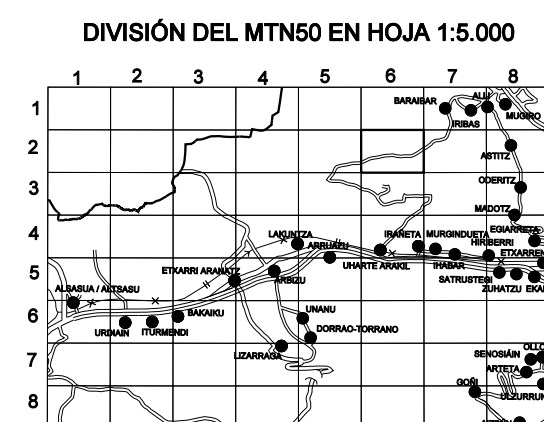 DIVISIÓN DEL MTN50 EN HOJA 1:5.000
1 2 3 4 5 6 7 8
1
BARAIBAR
ALLI
IRIBAS
MUGIRO
2
ASTITZ
3
ODERITZ
MADOTZ
4
LAKUNTZA
ARRUAZU
IRAÑETA
MURGINDUETA
EGIARRETA
HIRIBERRI
ETXARREN
UHARTE ARAKIL
IHABAR
5
ETXARRI ARANATZ
ARBIZU
SATRUSTEGI
ZUHATZU
EKAI
ALSASUA / ALTSASU
6
URDIAIN
ITURMENDI
BAKAIKU
UNANU
DORRAO-TORRANO
7
LIZARRAGA
OLLO
SENOSIÁIN
ARTETA
GOÑI
ULZURRUN
8